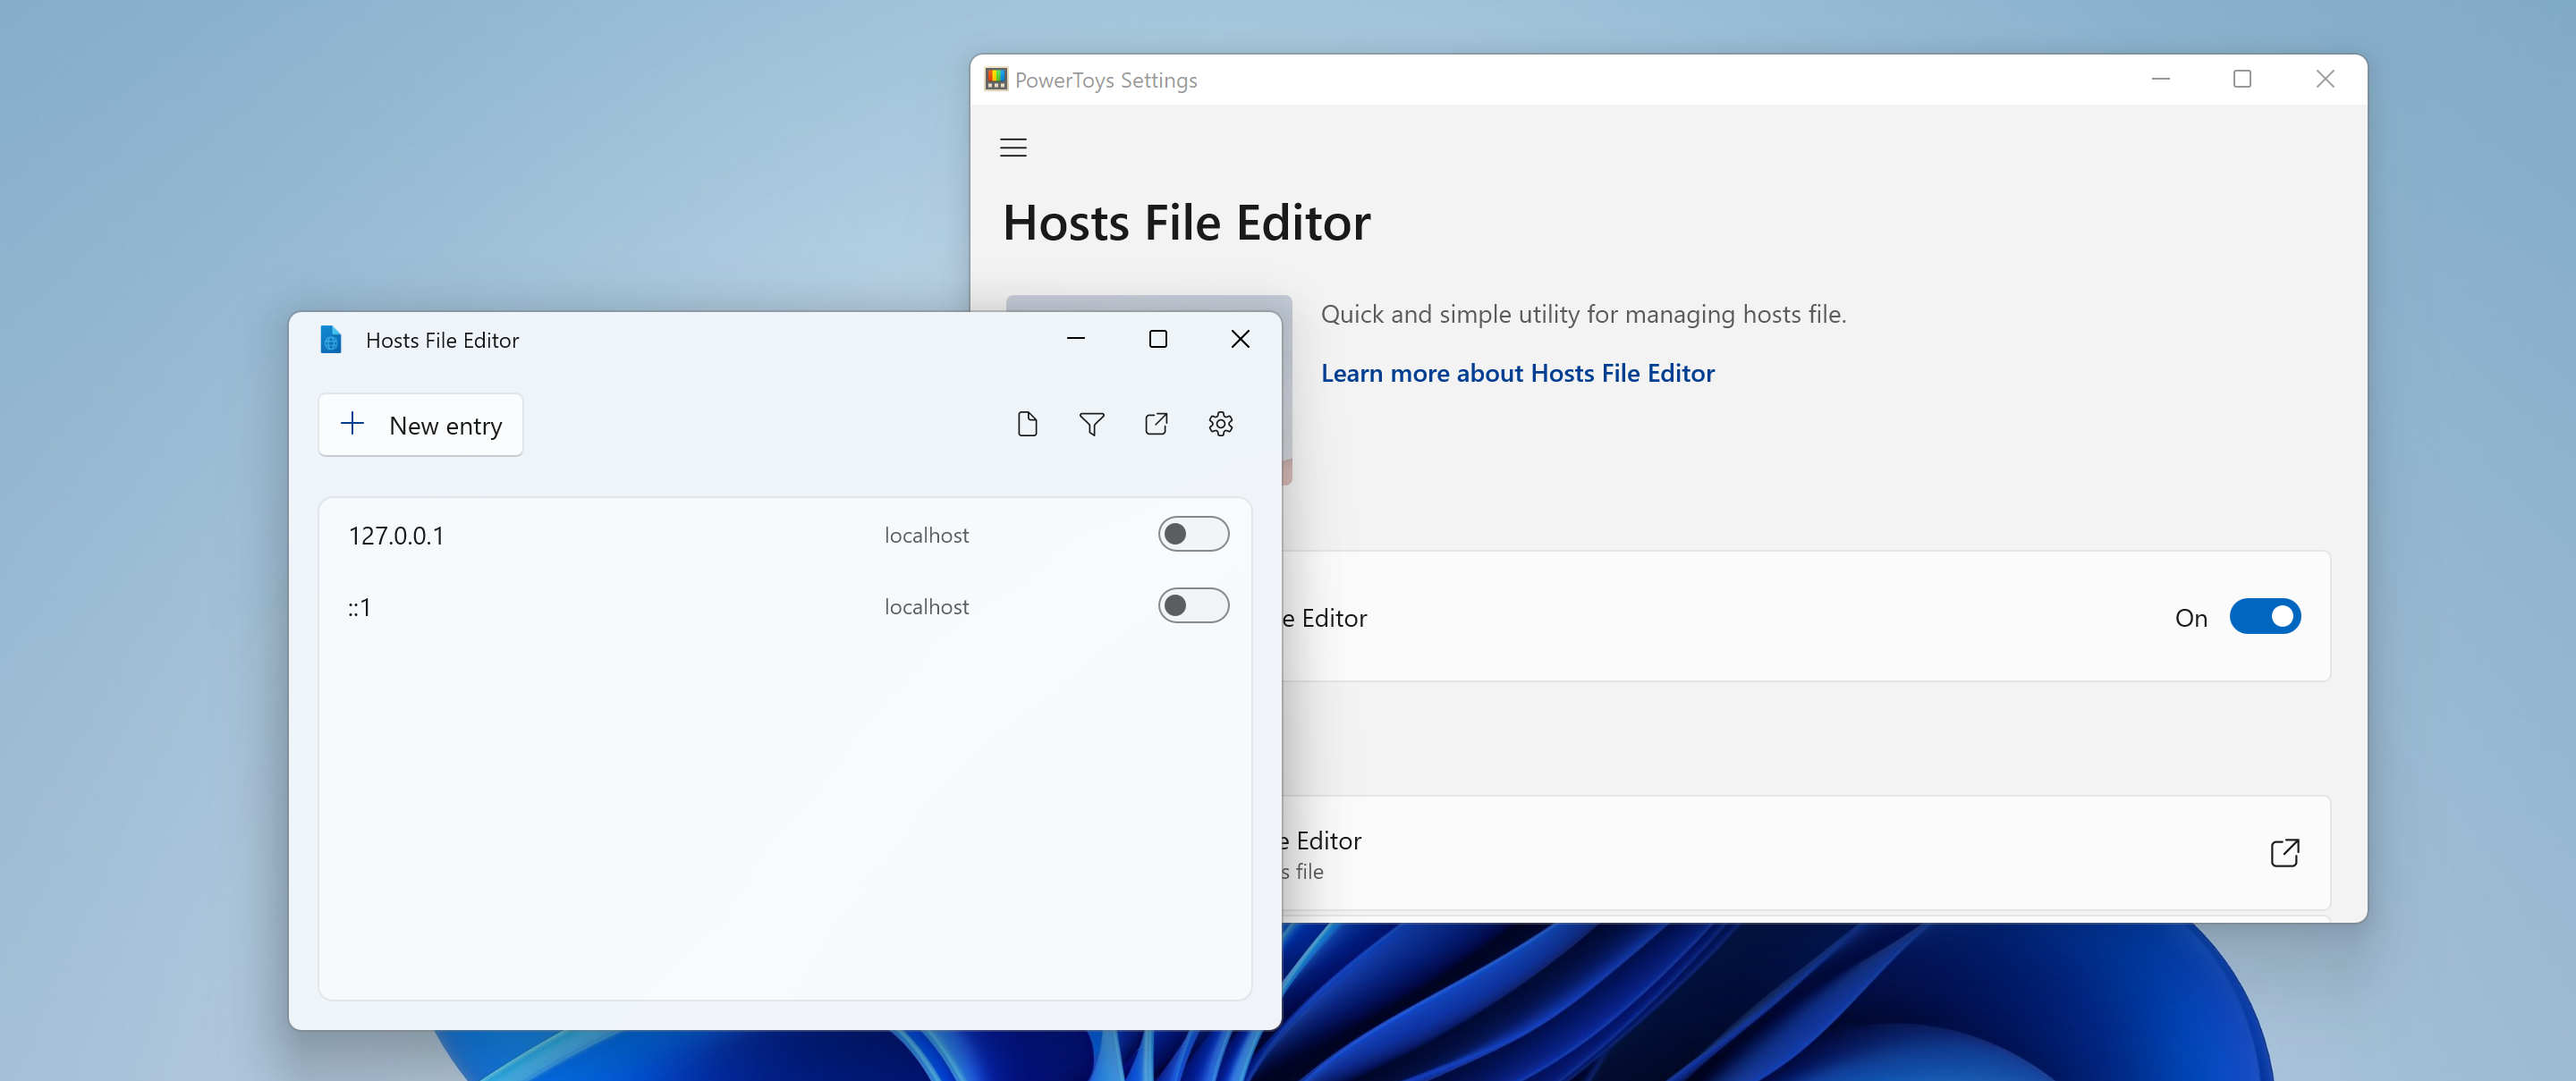 PowerToys Settings
Hosts File Editor
Quick and simple utility for managing hosts file.
Learn more about Hosts File Editor
e Editor
On
e Editor
s file
Hosts File Editor
New entry
127.0.0.1 localhost
::1 localhost